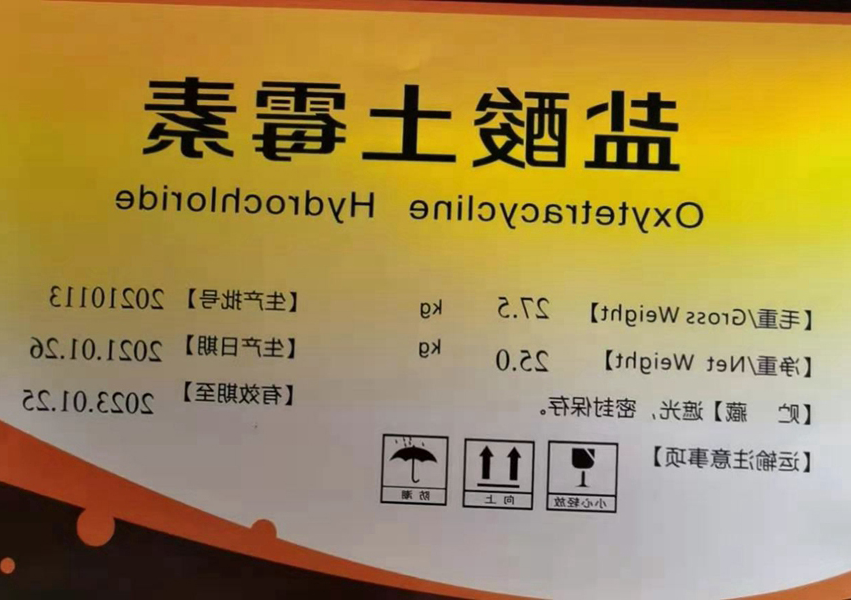 盐酸土霉素
Oxytetracycline Hydrochloride
【毛重/Gross Weight】 27.5 kg 【生产批号】 20210113
【净重/Net Weight】 25.0 kg 【生产日期】 2021.01.26
【贮 藏】遮光，密封保存。 【有效期至】 2023.01.25
【运输注意事项】
小心轻放 向上 防潮